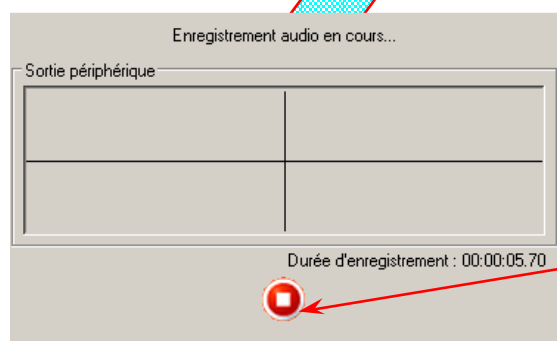 Enregistrement audio en cours...
Sortie périphérique
Durée d'enregistrement : 00:00:05.70